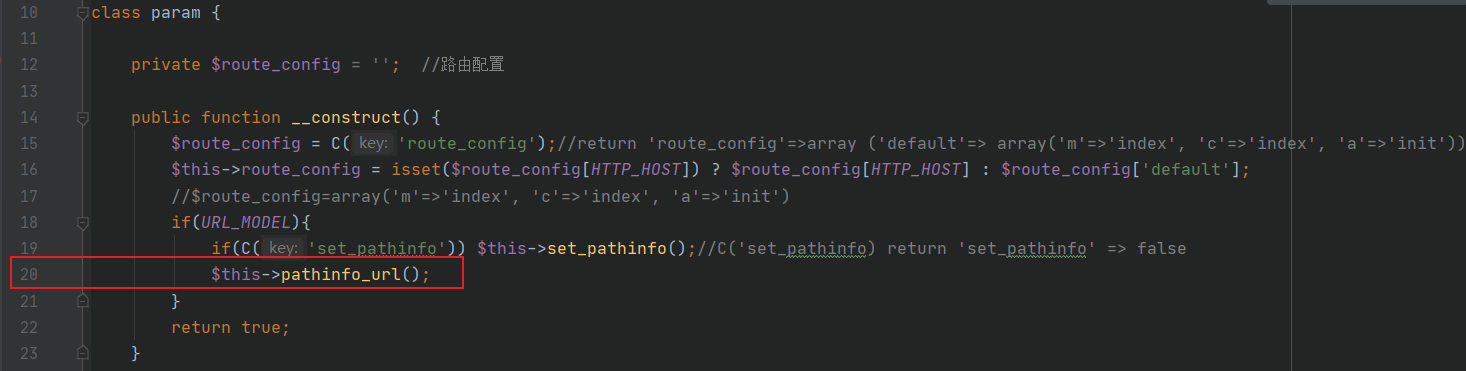 10 class param {
11
12 private $route_config = ''; //路由配置
13
14 public function __construct() {
15 $route_config = C( key: 'route_config');//return 'route_config'=>array ('default'=> array('m'=>'index', 'c'=>'index', 'a'=>'init'))
16 $this->route_config = isset($route_config[HTTP_HOST]) ? $route_config[HTTP_HOST] : $route_config['default'];
17 //$route_config=array('m'=>'index', 'c'=>'index', 'a'=>'init')
18 if(URL_MODEL){
19 if(C( key: 'set_pathinfo')) $this->set_pathinfo();//C('set_pathinfo) return 'set_pathinfo' => false
20 $this->pathinfo_url();
21 }
22 return true;
23 }